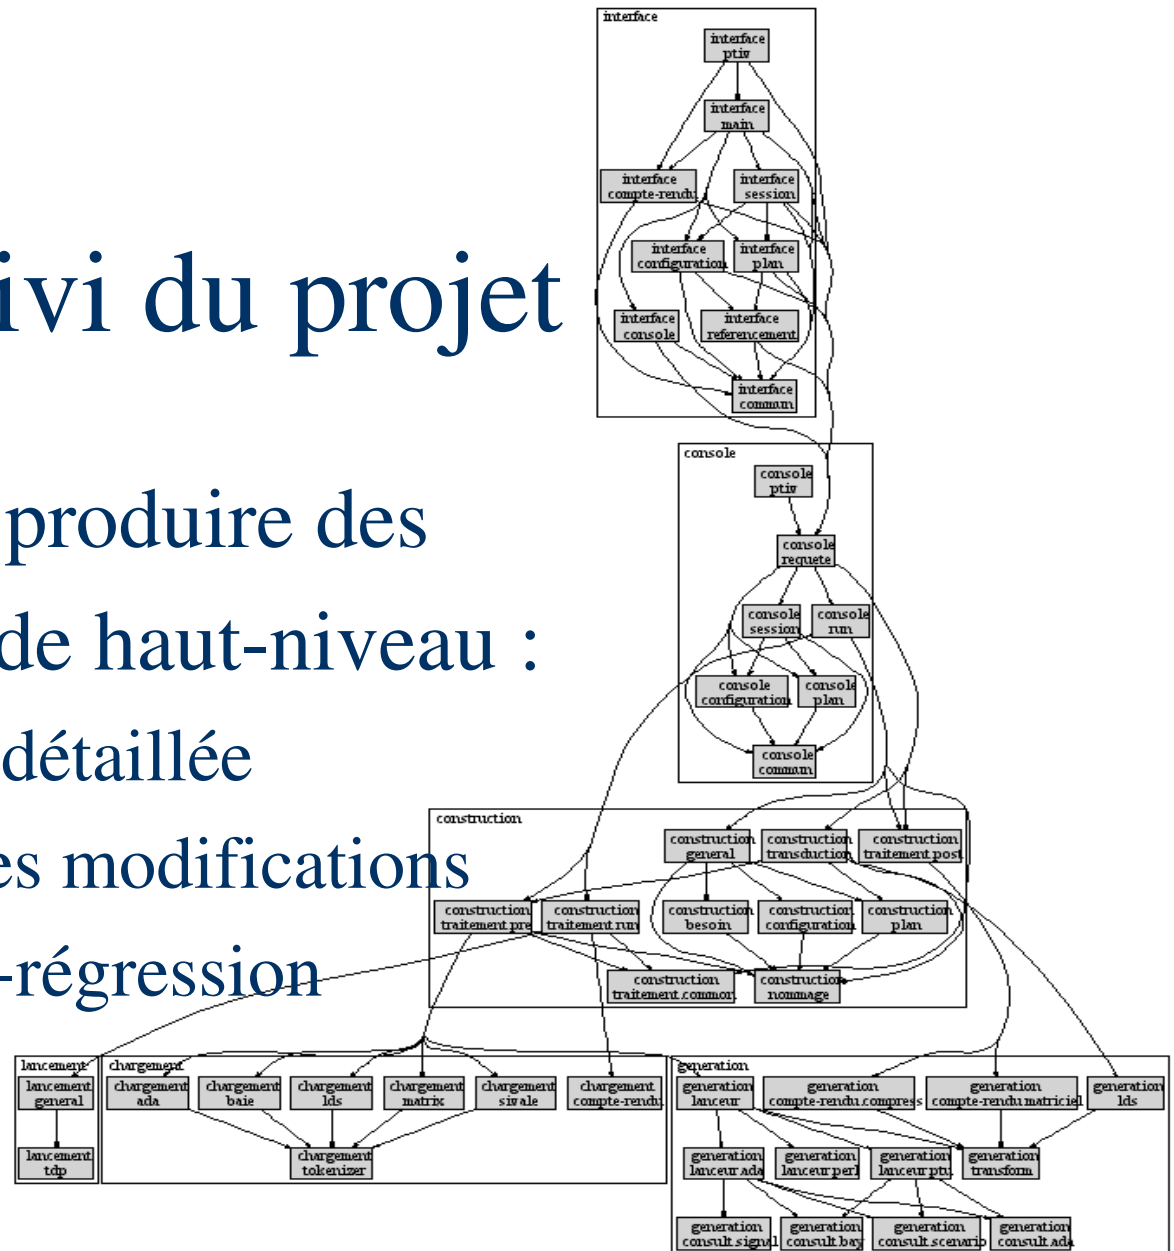 interface
interface
ptiv
interface
main
interface
compte-rendu
interface
session
interface
configuration
interface
plan
interface
console
interface
referencement
interface
commun
ivi du projet
console
console
ptiv
console
requete
console
session
console
run
console
configuration
console
plan
console
commun
produire des
de haut-niveau :
détaillée
es modifications
-régression
construction
construction
general
construction
transduction
construction
traitement.post
construction
traitement.pre
construction
traitement.run
construction
besoin
construction
configuration
construction
plan
construction
traitement.common
construction
nommage
lancement
lancement
general
lancement
tdp
chargement
chargement
ada
chargement
baie
chargement
lds
chargement
matrix
chargement
sivale
chargement
compte-rendu
chargement
tokenizer
generation
generation
lanceur
generation
compte-rendu.compress
generation
compte-rendu.matriciel
generation
lds
generation
lanceur.ada
generation
lanceur.perl
generation
lanceur.ptu
generation
transform
generation
consult.signal
generation
consult.bay
generation
consult.scenario
generation
consult.ada